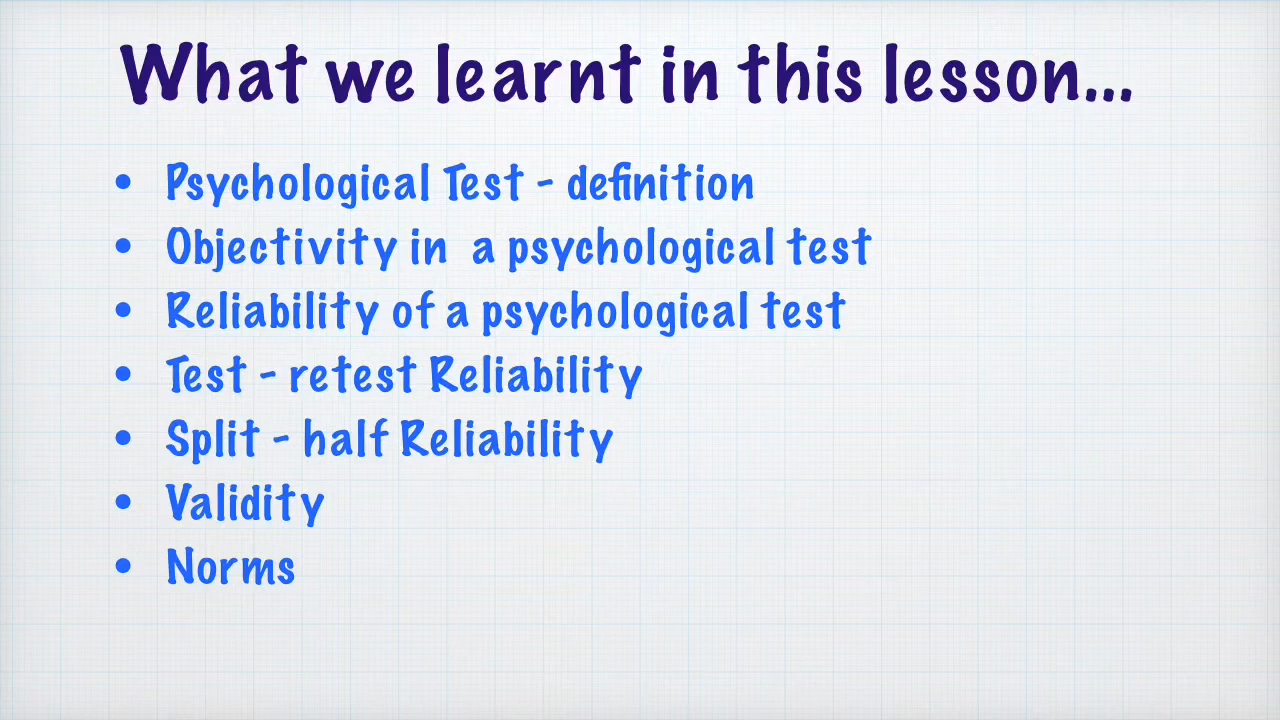 What we learnt in this lesson...
• Psychological Test - definition
• Objectivity in  a psychological test
• Reliability of a psychological test
• Test - retest Reliability
• Split - half Reliability
• Validity
• Norms